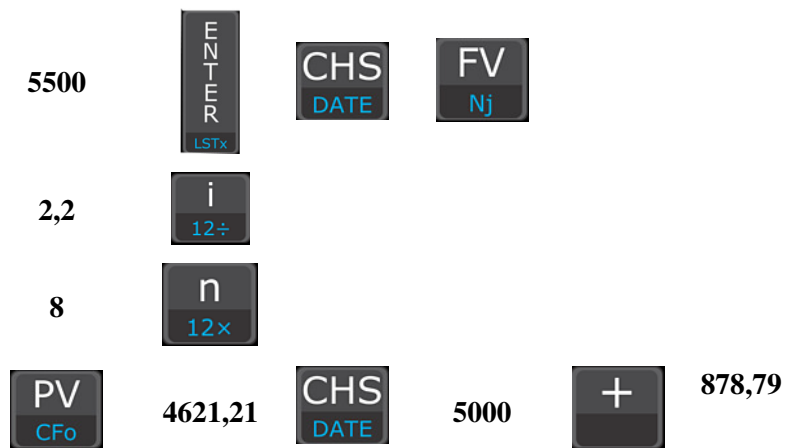 5500 ENTER LSTx CHS DATE FV Nj
2,2 i 12÷
8 n 12×
PV CFo 4621,21 CHS DATE 5000 + 878,79